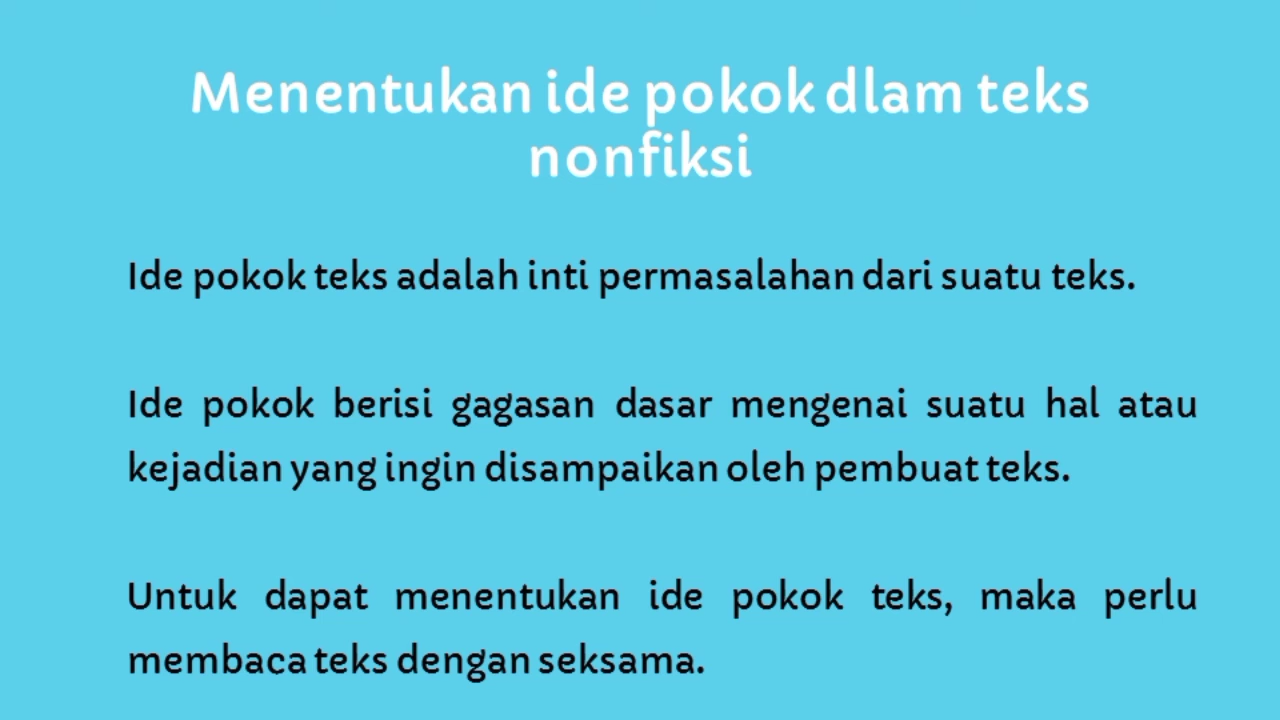 Menentukan ide pokok dlam teks
nonfiksi
Ide pokok teks adalah inti permasalahan dari suatu teks.
Ide pokok berisi gagasan dasar mengenai suatu hal atau
kejadian yang ingin disampaikan oleh pembuat teks.
Untuk dapat menentukan ide pokok teks, maka perlu
membaca teks dengan seksama.